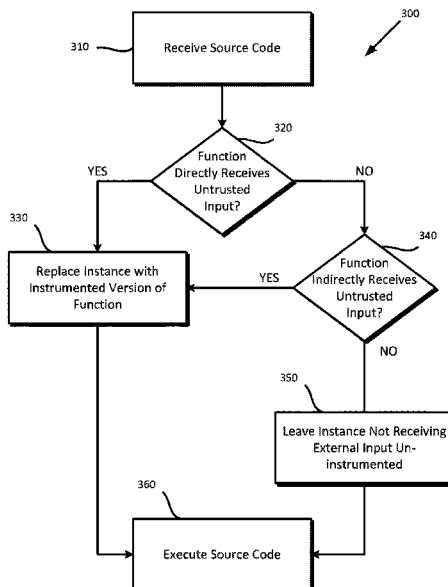 300
310
Receive Source Code
320
Function
Directly Receives
Untrusted
Input?
YES
NO
330
340
Replace Instance with
Instrumented Version of
Function
YES
Function
Indirectly Receives
Untrusted
Input?
NO
350
Leave Instance Not Receiving
External Input Un-
instrumented
360
Execute Source Code